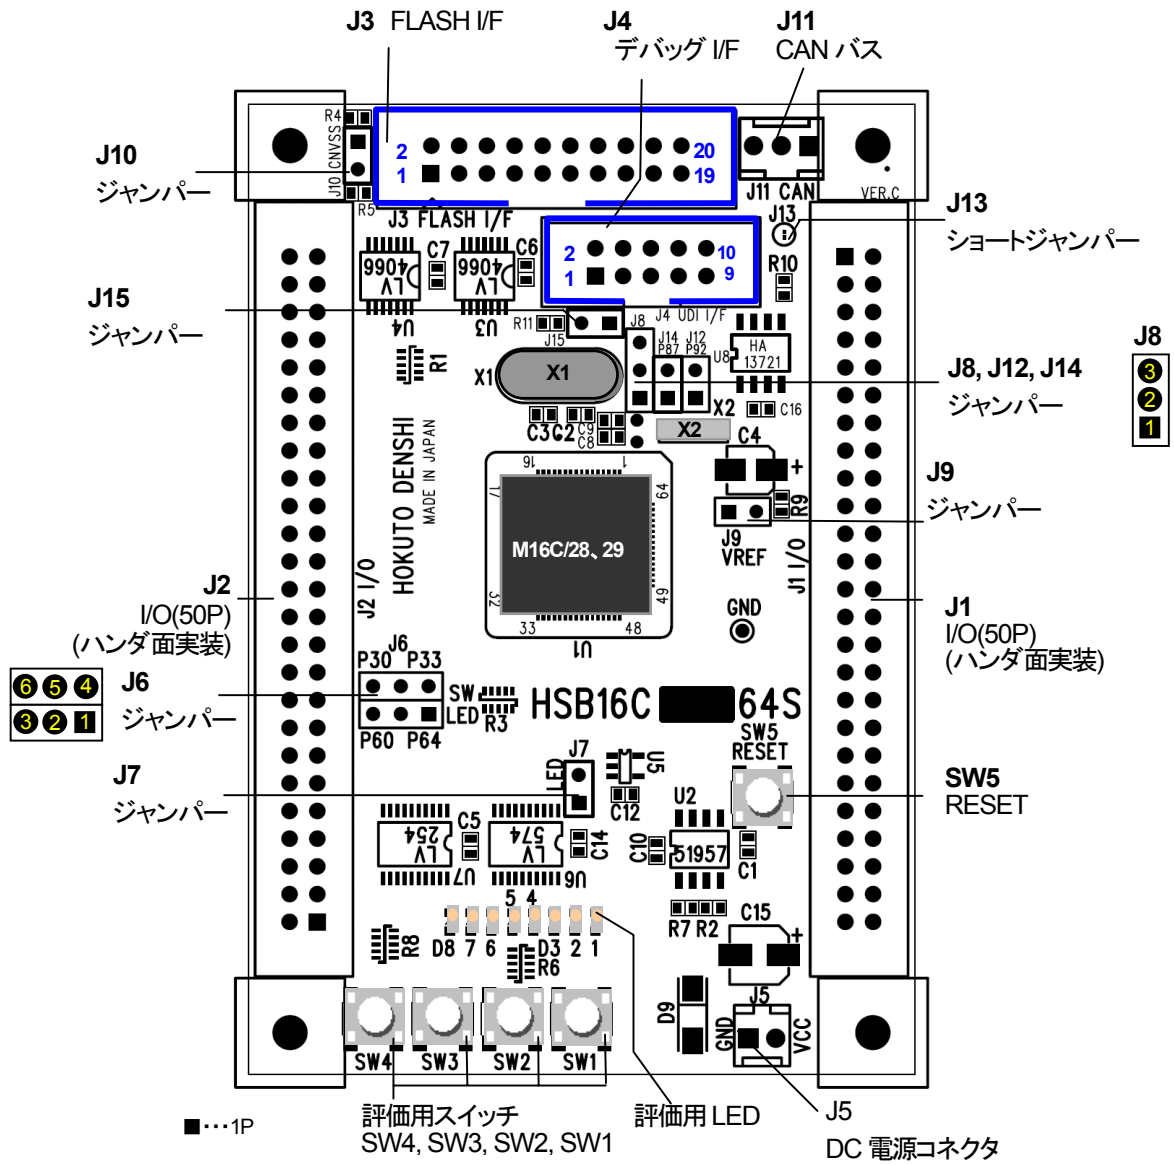 J3 FLASH I/F
J4
デバッグ I/F
J11
CAN バス
J10
ジャンパー
R4
J10 CNVSS
R5
2
1
20
19
J3 FLASH I/F
J11 CAN
VER.C
J13
J13
ショートジャンパー
2
1
10
9
J4 UDI I/F
R10
LV
4066
U4
C7
LV
4066
U3
C6
J15
ジャンパー
R11
J15
J8
J14
P87
J12
P92
U8
HA
13721
R1
X1
X1
C3
C2
C9
C8
X2
X2
C16
C4
+
J8, J12, J14
ジャンパー
J8
3
2
1
HOKUTO DENSHI
MADE IN JAPAN
16
1
17
64
M16C/28、29
32
49
33
48
U1
R9
J9
VREF
J9
ジャンパー
GND
J2 I/O
J1 I/O
J2
I/O(50P)
(ハンダ面実装)
J1
I/O(50P)
(ハンダ面実装)
6 5 4
3 2 1
J6
ジャンパー
J6
P30 P33
SW
LED
P60 P64
R3
HSB16C
64S
SW5
RESET
SW5
RESET
J7
ジャンパー
J7
LED
U5
C12
U2
51957
C10
C1
LV
254
U7
C5
LV
574
U6
C14
5 4
D8 7 6 D3 2 1
R8
R6
R7 R2
C15
+
D9
J5
GND
VCC
SW4 SW3 SW2 SW1
■…1P
評価用スイッチ
SW4, SW3, SW2, SW1
評価用 LED
J5
DC 電源コネクタ